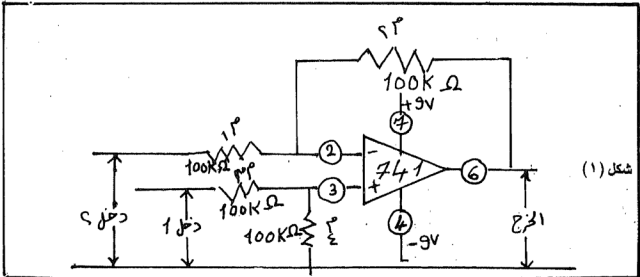 م٢
100K Ω
+9V
7
م١
100KΩ
2
-
741
6
شكل (١)
م٣
100KΩ
3
+
دخل ٢
دخل 1
100KΩ
م٤
4
-9V
الخرج